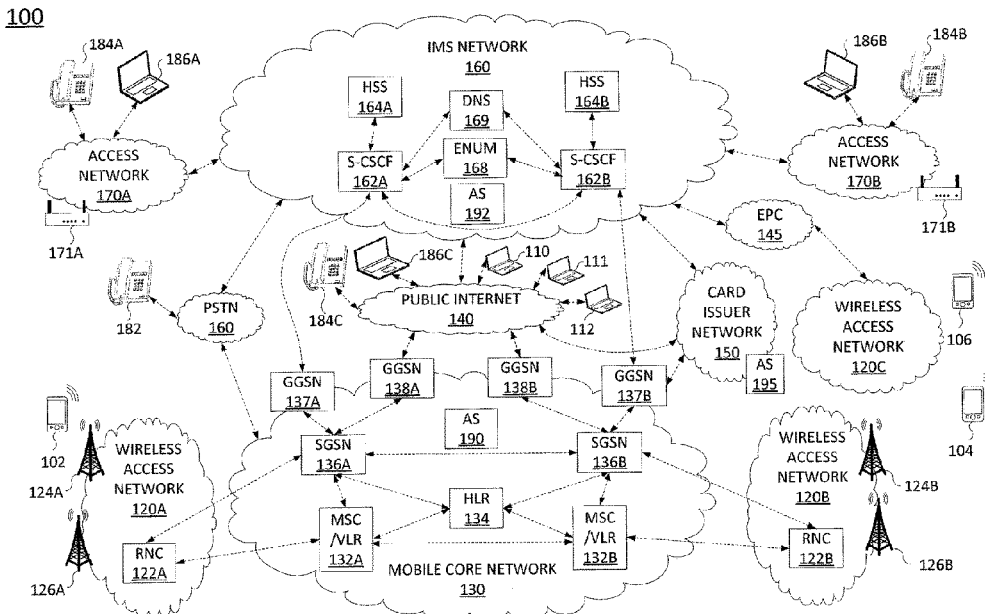 100
184A
186A
IMS NETWORK
160
HSS
164A
DNS
169
HSS
164B
186B
184B
ACCESS
NETWORK
170A
S-CSCF
162A
ENUM
168
S-CSCF
162B
AS
192
ACCESS
NETWORK
170B
171A
171B
EPC
145
182
PSTN
160
184C
186C
110
111
112
PUBLIC INTERNET
140
CARD
ISSUER
NETWORK
150
AS
195
WIRELESS
ACCESS
NETWORK
120C
106
GGSN
137A
GGSN
138A
GGSN
138B
GGSN
137B
102
104
AS
190
SGSN
136A
SGSN
136B
WIRELESS
ACCESS
NETWORK
120A
124A
WIRELESS
ACCESS
NETWORK
120B
124B
HLR
134
MSC
/VLR
132A
MSC
/VLR
132B
RNC
122A
RNC
122B
126A
126B
MOBILE CORE NETWORK
130